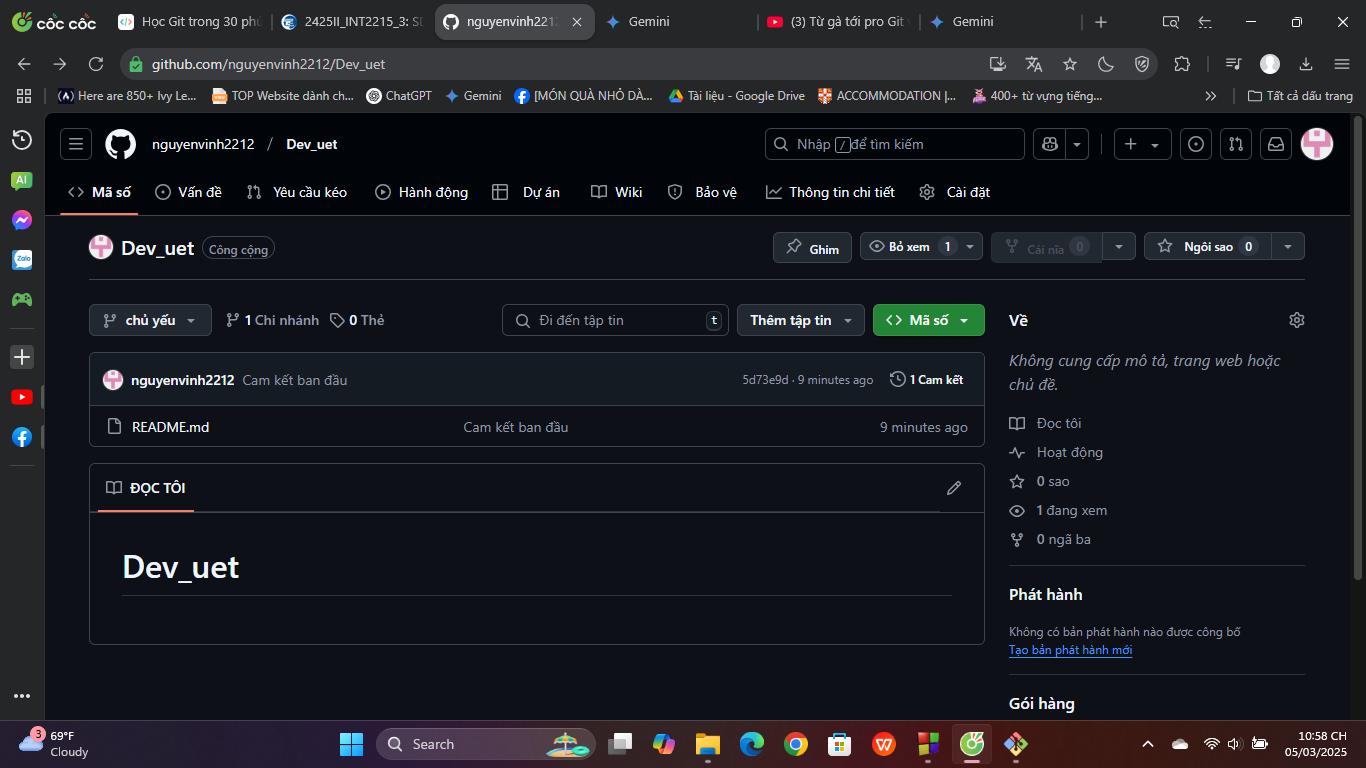 cốc cốc
Học Git trong 30 phú
2425II_INT2215_3: SD
nguyenvinh2212
Gemini
(3) Từ gà tới pro Git v
Gemini
github.com/nguyenvinh2212/Dev_uet
Here are 850+ Ivy Le...
TOP Website dành ch...
ChatGPT
Gemini
[MÓN QUÀ NHỎ DÀ...
Tài liệu - Google Drive
ACCOMMODATION |...
400+ từ vựng tiếng...
Tất cả dấu trang
nguyenvinh2212 / Dev_uet
Nhập / để tìm kiếm
Mã số
Vấn đề
Yêu cầu kéo
Hành động
Dự án
Wiki
Bảo vệ
Thông tin chi tiết
Cài đặt
Dev_uet Công cộng
Ghim
Bỏ xem 1
Cái nĩa 0
Ngôi sao 0
chủ yếu
1 Chi nhánh
0 Thẻ
Đi đến tập tin t
Thêm tập tin
Mã số
nguyenvinh2212 Cam kết ban đầu
5d73e9d · 9 minutes ago
1 Cam kết
README.md
Cam kết ban đầu
9 minutes ago
ĐỌC TÔI
Dev_uet
Về
Không cung cấp mô tả, trang web hoặc
chủ đề.
Đọc tôi
Hoạt động
0 sao
1 đang xem
0 ngã ba
Phát hành
Không có bản phát hành nào được công bố
Tạo bản phát hành mới
Gói hàng
AI
Zalo
3
69°F
Cloudy
Search
10:58 CH
05/03/2025